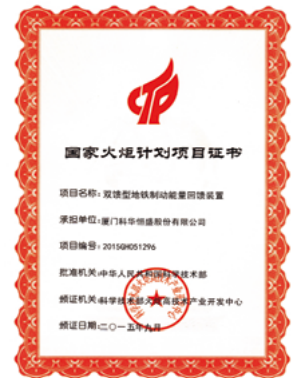 国家火炬计划项目证书
项目名称：双馈型地铁制动能量回馈装置
承担单位：厦门科华恒盛股份有限公司
项目编号：2015GH051296
批准机关：中华人民共和国科学技术部
颁证机关：科学技术部火炬高技术产业开发中心
颁证日期：二〇一五年九月